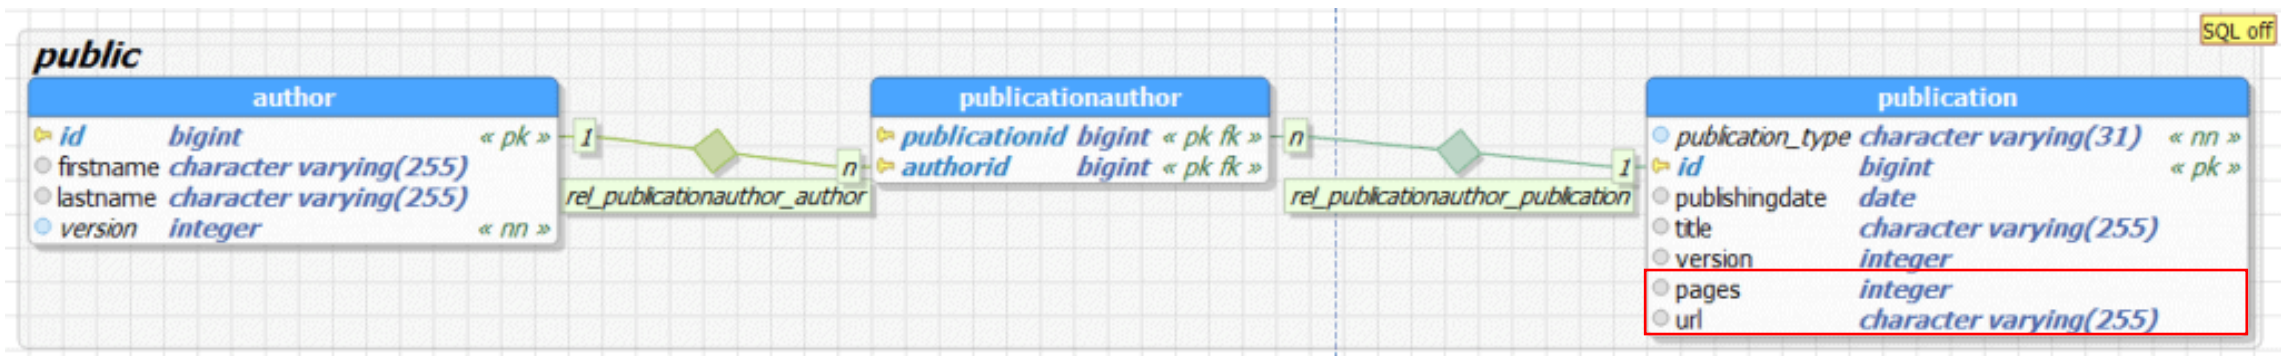 SQL off
public
author
id bigint « pk »
firstname character varying(255)
lastname character varying(255)
version integer « nn »
1
n
rel_publicationauthor_author
publicationauthor
publicationid bigint « pk fk »
authorid bigint « pk fk »
n
1
rel_publicationauthor_publication
publication
publication_type character varying(31) « nn »
id bigint « pk »
publishingdate date
title character varying(255)
version integer
pages integer
url character varying(255)